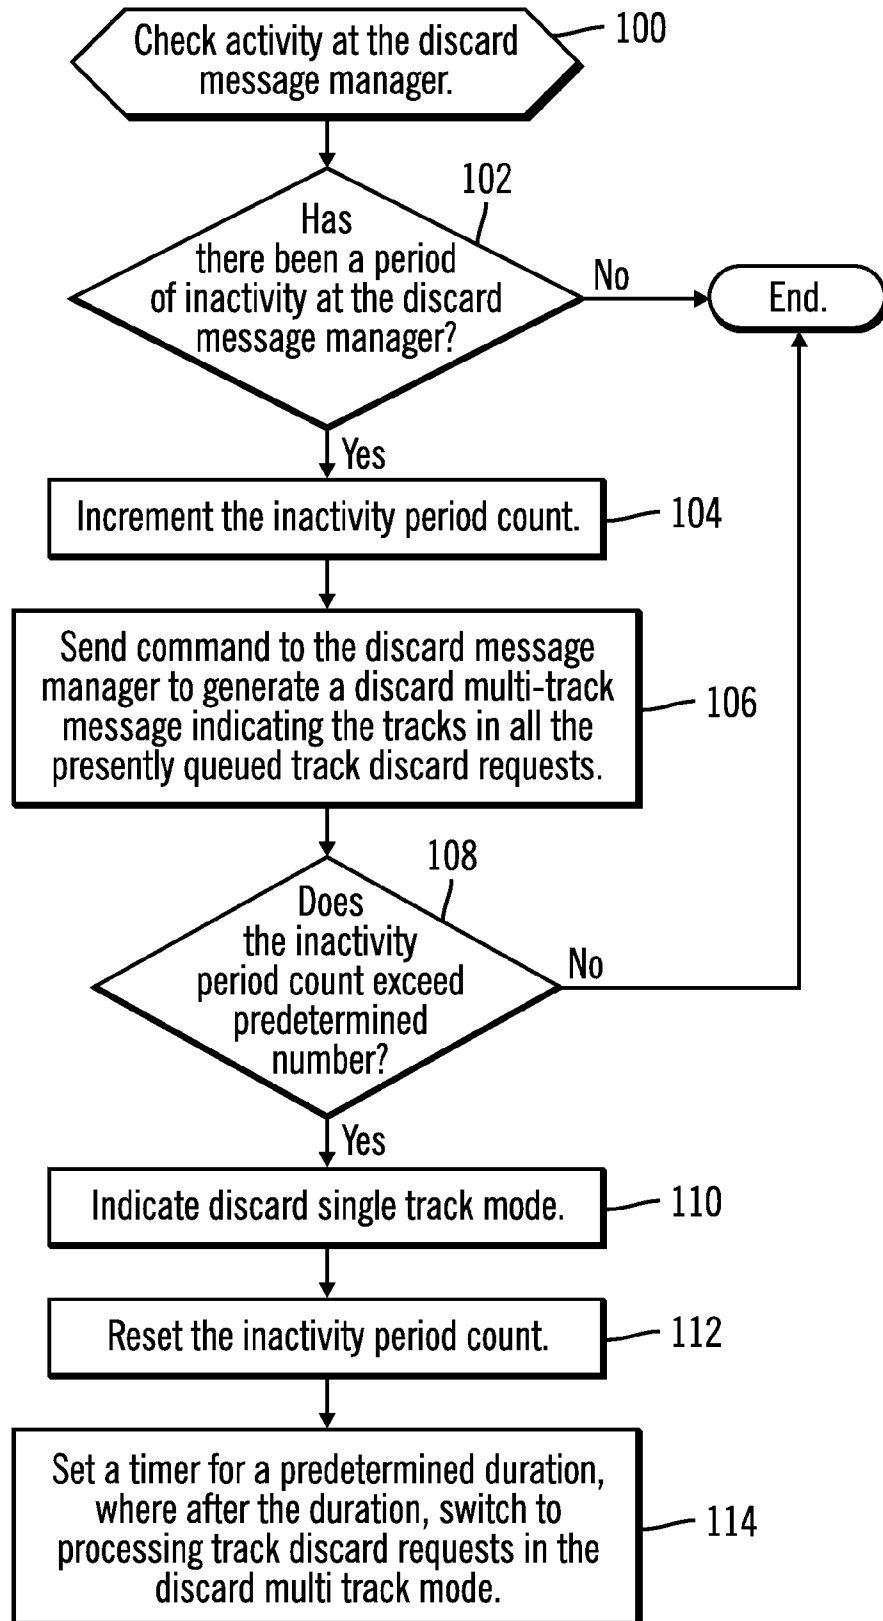 Check activity at the discard
message manager.
100
102
Has
there been a period
of inactivity at the discard
message manager?
No
End.
Yes
Increment the inactivity period count.
104
Send command to the discard message
manager to generate a discard multi-track
message indicating the tracks in all the
presently queued track discard requests.
106
108
Does
the inactivity
period count exceed
predetermined
number?
No
Yes
Indicate discard single track mode.
110
Reset the inactivity period count.
112
Set a timer for a predetermined duration,
where after the duration, switch to
processing track discard requests in the
discard multi track mode.
114